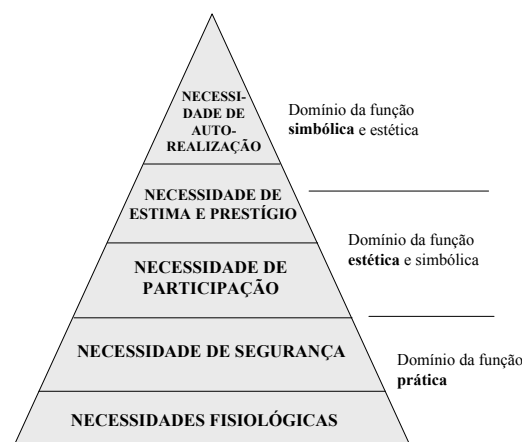 NECESSI-
DADE DE
AUTO-
REALIZAÇÃO
Domínio da função
simbólica e estética
NECESSIDADE DE
ESTIMA E PRESTÍGIO
Domínio da função
estética e simbólica
NECESSIDADE DE
PARTICIPAÇÃO
NECESSIDADE DE SEGURANÇA
Domínio da função
prática
NECESSIDADES FISIOLÓGICAS